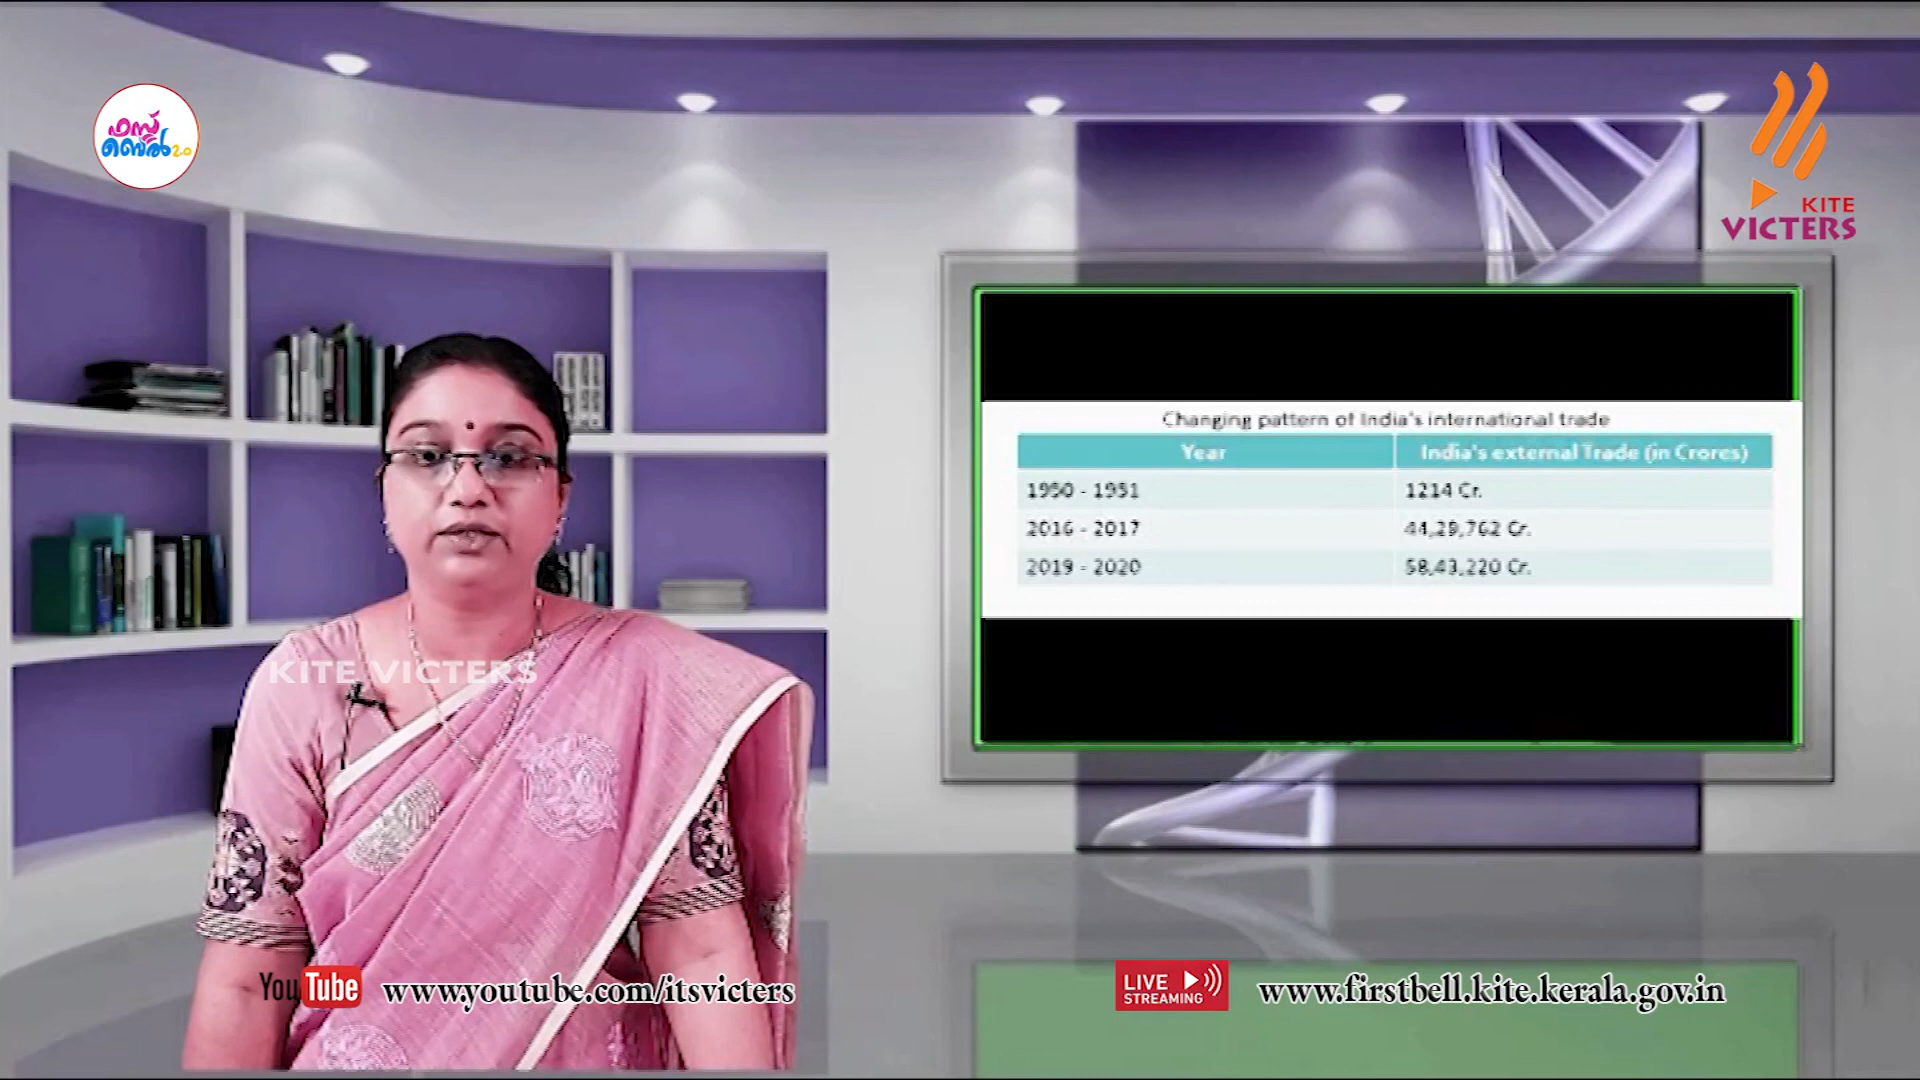 ഫസ്റ്റ്
ബെൽ 2.0
KITE
VICTERS
Changing pattern of India's international trade
Year India's external Trade (in Crores)
1950 - 1951 1214 Cr.
2016 - 2017 44,29,762 Cr.
2019 - 2020 58,43,220 Cr.
KITE VICTERS
YouTube www.youtube.com/itsvicters
LIVE STREAMING www.firstbell.kite.kerala.gov.in